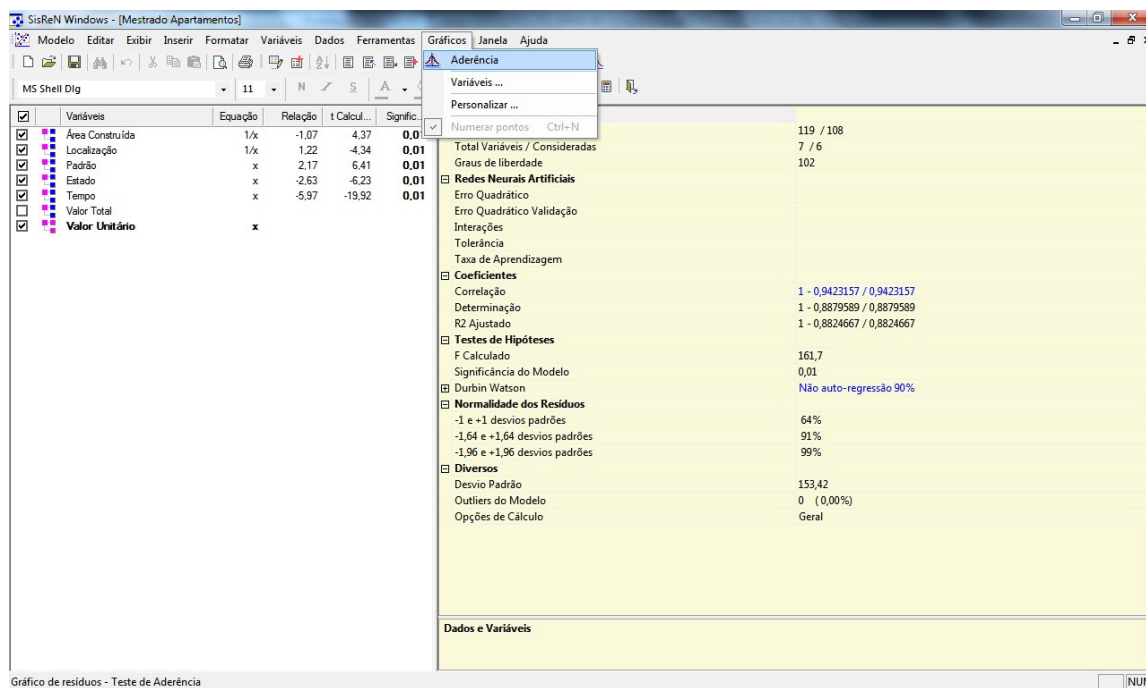 SisReN Windows - [Mestrado Apartamentos]
Modelo Editar Exibir Inserir Formatar Variáveis Dados Ferramentas Gráficos Janela Ajuda
Aderência
Variáveis ...
Personalizar ...
Numerar pontos Ctrl+N
MS Shell Dlg 11 N I S A
Variáveis Equação Relação t Calcul... Signific...
Área Construída 1/x -1,07 4,37 0,01
Localização 1/x 1,22 -4,34 0,01
Padrão x 2,17 6,41 0,01
Estado x -2,63 -6,23 0,01
Tempo x -5,97 -19,92 0,01
Valor Total
Valor Unitário x
119 / 108
Total Variáveis / Consideradas 7 / 6
Graus de liberdade 102
Redes Neurais Artificiais
Erro Quadrático
Erro Quadrático Validação
Interações
Tolerância
Taxa de Aprendizagem
Coeficientes
Correlação 1 - 0,9423157 / 0,9423157
Determinação 1 - 0,8879589 / 0,8879589
R2 Ajustado 1 - 0,8824667 / 0,8824667
Testes de Hipóteses
F Calculado 161,7
Significância do Modelo 0,01
Durbin Watson Não auto-regressão 90%
Normalidade dos Resíduos
-1 e +1 desvios padrões 64%
-1,64 e +1,64 desvios padrões 91%
-1,96 e +1,96 desvios padrões 99%
Diversos
Desvio Padrão 153,42
Outliers do Modelo 0 (0,00%)
Opções de Cálculo Geral
Dados e Variáveis
Gráfico de resíduos - Teste de Aderência